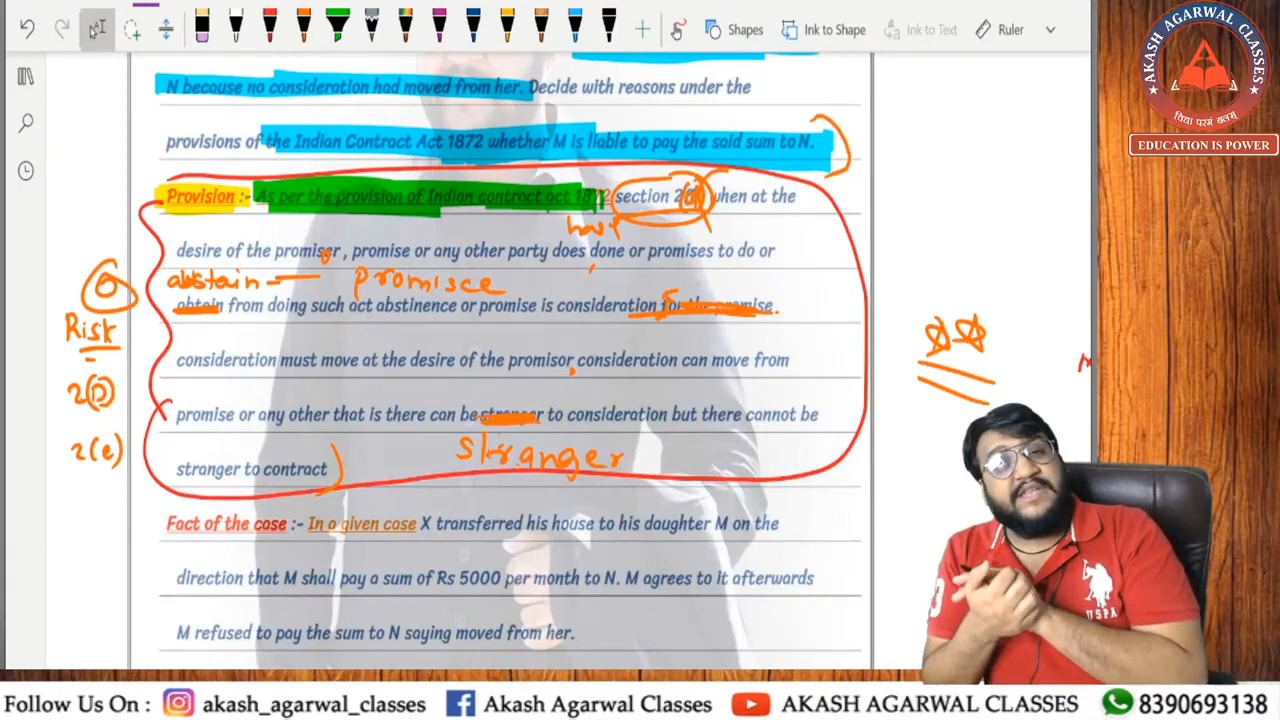 Shapes
Ink to Shape
Ink to Text
Ruler
AKASH AGARWAL CLASSES
विद्या परमं बलम्
EDUCATION IS POWER
N because no consideration had moved from her. Decide with reasons under the
provisions of the Indian Contract Act 1872 whether M is liable to pay the said sum to N.
Provision :- As per the provision of Indian contract act 1872 section 2(d) when at the
have
desire of the promisor , promise or any other party does done or promises to do or
abstain - promisce
obtain from doing such act abstinence or promise is consideration for the promise.
Risk
consideration must move at the desire of the promisor consideration can move from
2(D)
promise or any other that is there can be stranger to consideration but there cannot be
2(e)
stranger
stranger to contract
Fact of the case :- In a given case X transferred his house to his daughter M on the
direction that M shall pay a sum of Rs 5000 per month to N. M agrees to it afterwards
M refused to pay the sum to N saying moved from her.
USPA
Follow Us On : akash_agarwal_classes Akash Agarwal Classes AKASH AGARWAL CLASSES 8390693138